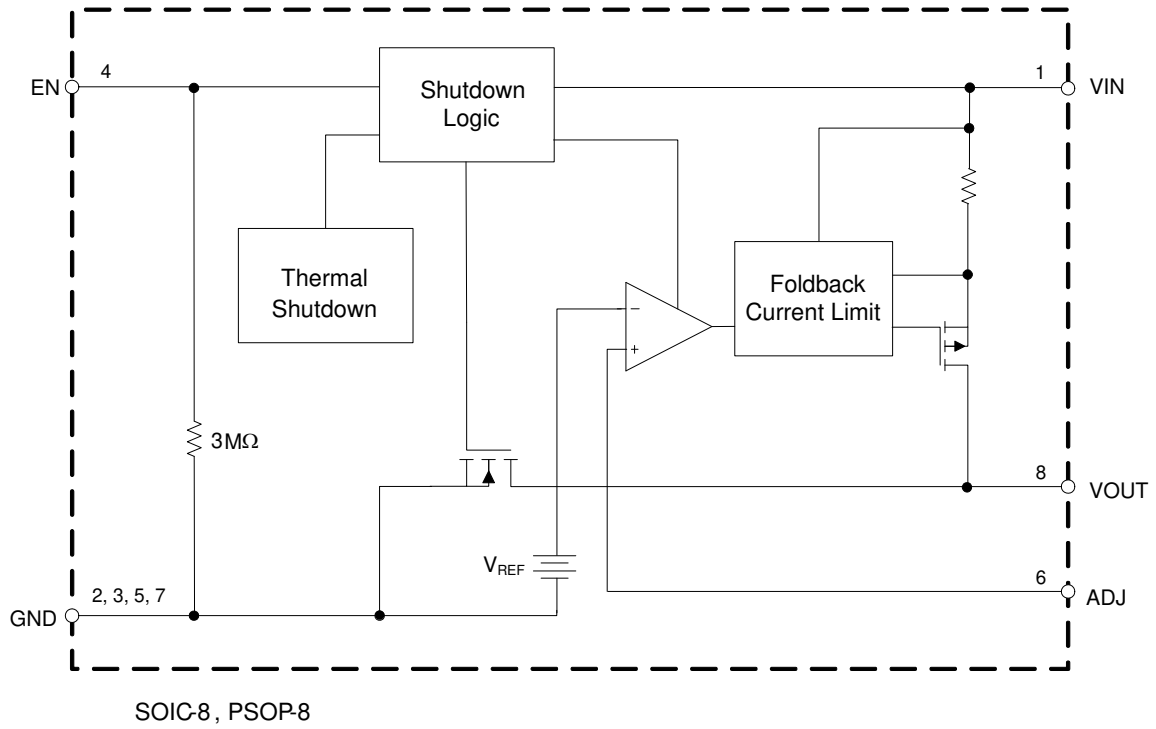 EN
4
Shutdown
Logic
1
VIN
Thermal
Shutdown
Foldback
Current Limit
−
+
3MΩ
8
VOUT
VREF
6
ADJ
2, 3, 5, 7
GND
SOIC-8, PSOP-8